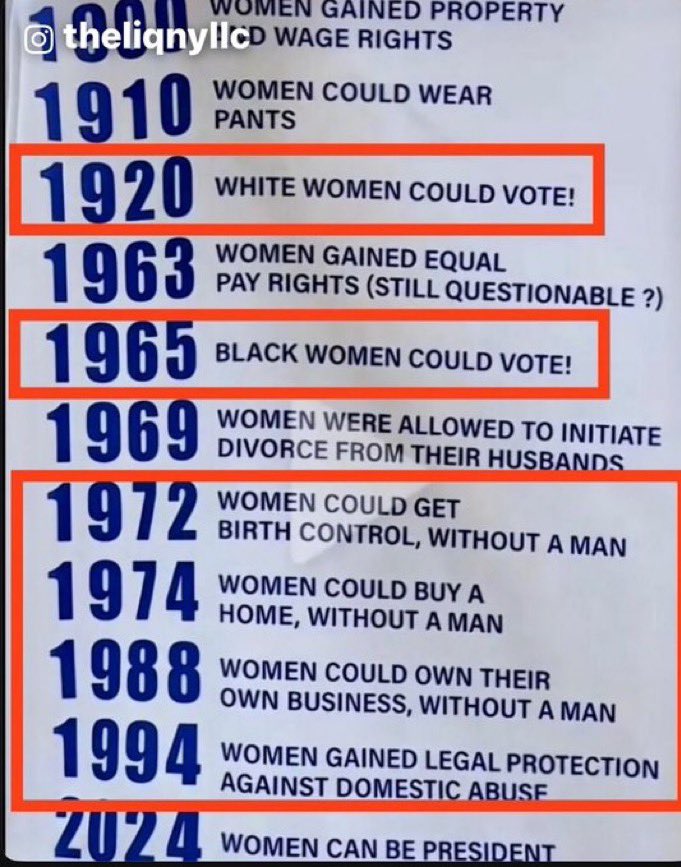 WOMEN GAINED PROPERTY
theliqnyllc
WAGE RIGHTS
1910 WOMEN COULD WEAR
PANTS
1920 WHITE WOMEN COULD VOTE!
1963 WOMEN GAINED EQUAL
PAY RIGHTS (STILL QUESTIONABLE ?)
1965 BLACK WOMEN COULD VOTE!
1969 WOMEN WERE ALLOWED TO INITIATE
DIVORCE FROM THEIR HUSBANDS
1972 WOMEN COULD GET
BIRTH CONTROL, WITHOUT A MAN
1974 WOMEN COULD BUY A
HOME, WITHOUT A MAN
1988 WOMEN COULD OWN THEIR
OWN BUSINESS, WITHOUT A MAN
1994 WOMEN GAINED LEGAL PROTECTION
AGAINST DOMESTIC ABUSE
2024 WOMEN CAN BE PRESIDENT